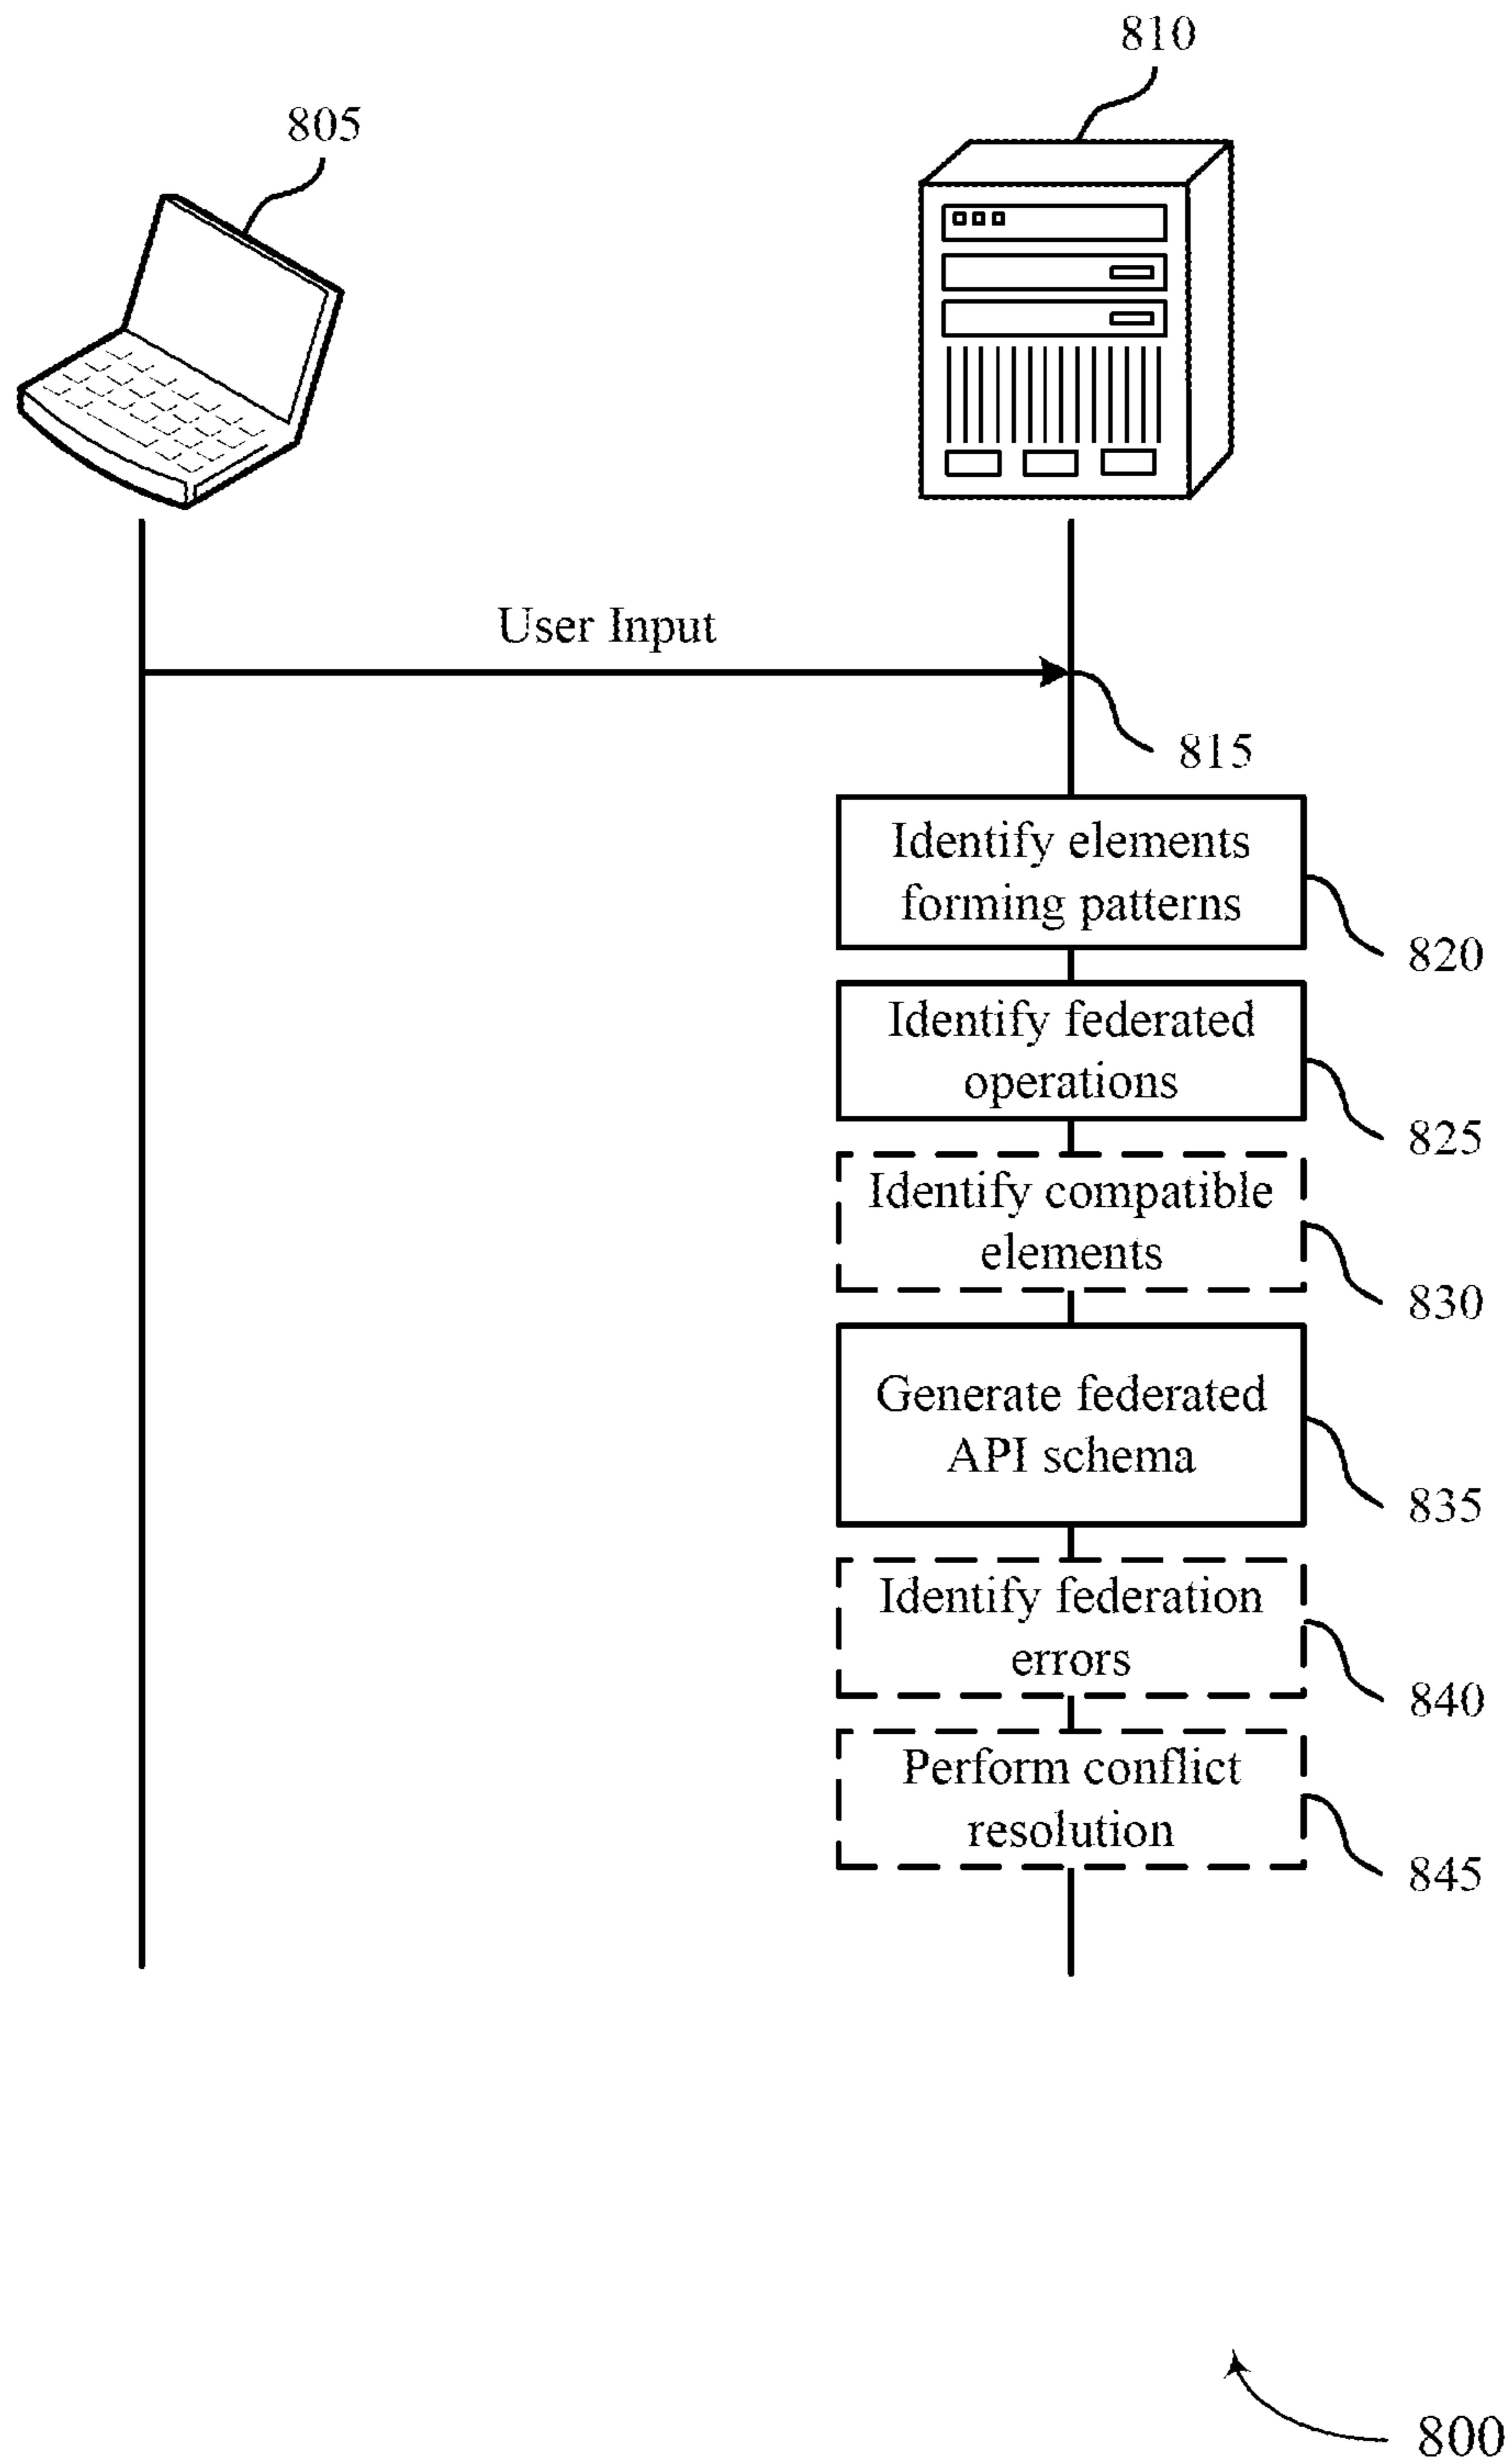 810
805
User Input
815
Identify elements
forming patterns
820
Identify federated
operations
825
Identify compatible
elements
830
Generate federated
API schema
835
Identify federation
errors
840
Perform conflict
resolution
845
800